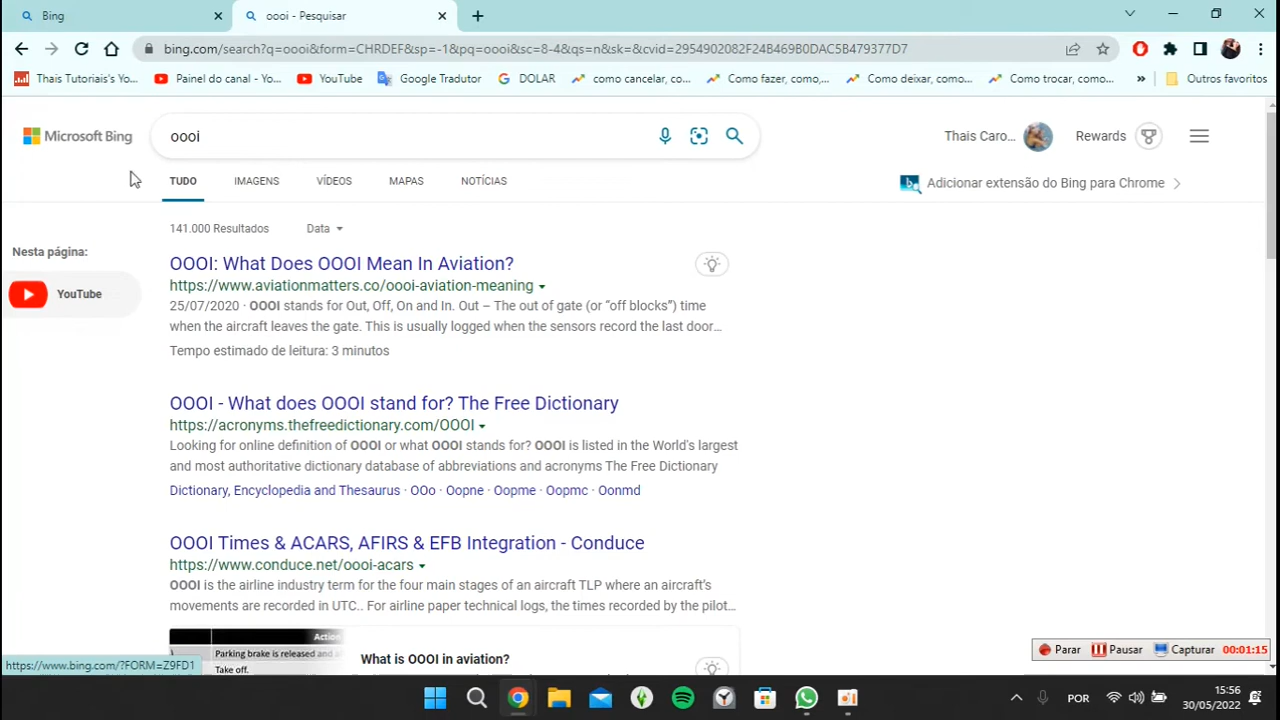 Bing
oooi - Pesquisar
bing.com/search?q=oooi&form=CHRDEF&sp=-1&pq=oooi&sc=8-4&qs=n&sk=&cvid=2954902082F24B469B0DAC5B479377D7
Thais Tutoriais's Yo...
Painel do canal - Yo...
YouTube
Google Tradutor
DOLAR
como cancelar, co...
Como fazer, como,...
Como deixar, como...
Como trocar, como...
»
Outros favoritos
Microsoft Bing
oooi
Thais Caro...
Rewards
TUDO
IMAGENS
VÍDEOS
MAPAS
NOTÍCIAS
Adicionar extensão do Bing para Chrome
141.000 Resultados
Data
Nesta página:
YouTube
OOOI: What Does OOOI Mean In Aviation?
https://www.aviationmatters.co/oooi-aviation-meaning
25/07/2020 · OOOI stands for Out, Off, On and In. Out – The out of gate (or “off blocks”) time
when the aircraft leaves the gate. This is usually logged when the sensors record the last door...
Tempo estimado de leitura: 3 minutos
OOOI - What does OOOI stand for? The Free Dictionary
https://acronyms.thefreedictionary.com/OOOI
Looking for online definition of OOOI or what OOOI stands for? OOOI is listed in the World's largest
and most authoritative dictionary database of abbreviations and acronyms The Free Dictionary
Dictionary, Encyclopedia and Thesaurus · OOo · Oopne · Oopme · Oopmc · Oonmd
OOOI Times & ACARS, AFIRS & EFB Integration - Conduce
https://www.conduce.net/oooi-acars
OOOI is the airline industry term for the four main stages of an aircraft TLP where an aircraft's
movements are recorded in UTC.. For airline paper technical logs, the times recorded by the pilot...
Action
Parking brake is released and
Take off.
What is OOOI in aviation?
https://www.bing.com/?FORM=Z9FD1
Parar
Pausar
Capturar
00:01:15
POR
15:56
30/05/2022